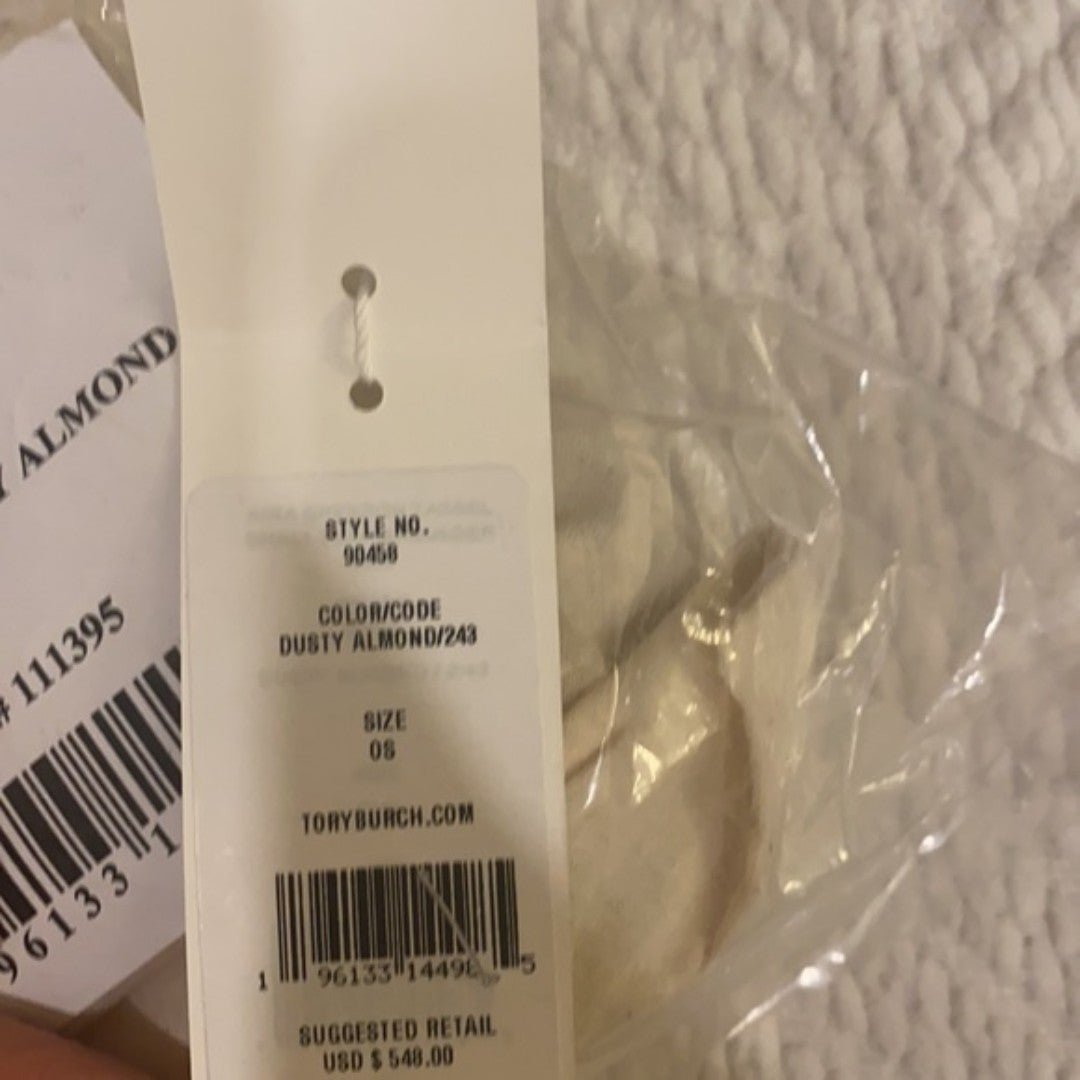 Y ALMOND
# 111395
96133 1
STYLE NO.
90458
COLOR/CODE
DUSTY ALMOND/243
SIZE
OS
TORYBURCH.COM
1 96133 14498 5
SUGGESTED RETAIL
USD $ 548.00